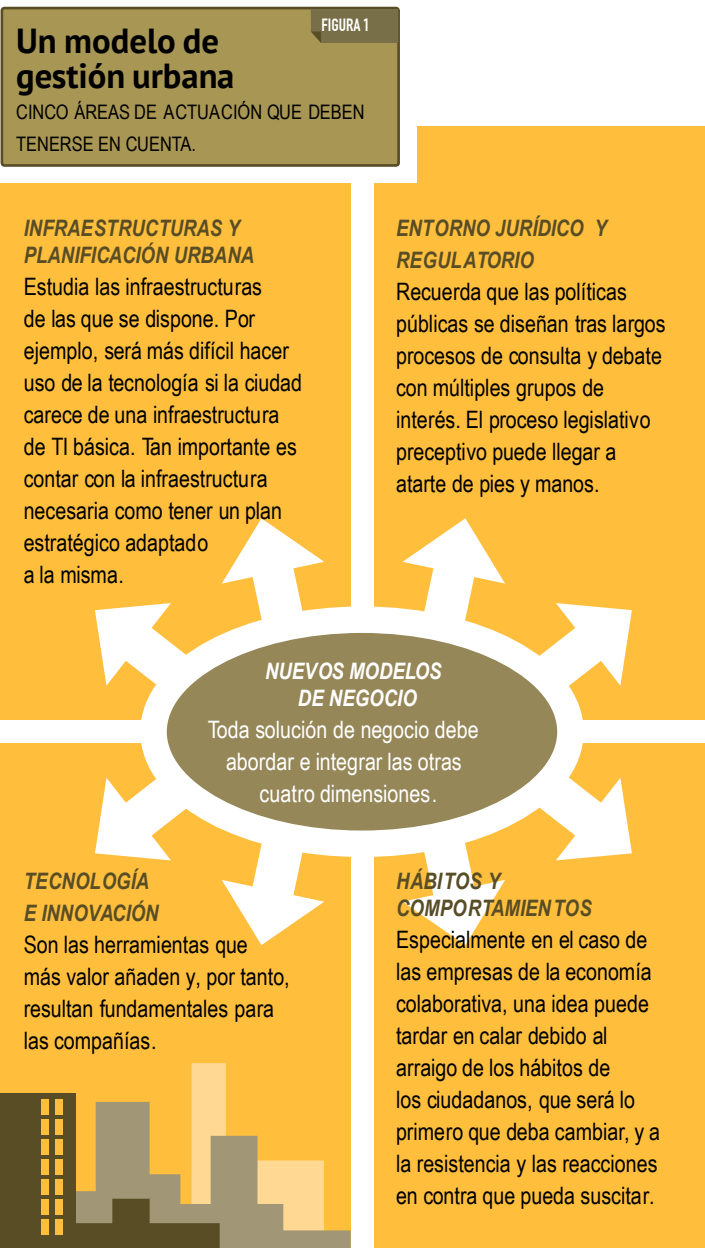 FIGURA 1
Un modelo de
gestión urbana
CINCO ÁREAS DE ACTUACIÓN QUE DEBEN
TENERSE EN CUENTA.
INFRAESTRUCTURAS Y
PLANIFICACIÓN URBANA
Estudia las infraestructuras
de las que se dispone. Por
ejemplo, será más difícil hacer
uso de la tecnología si la ciudad
carece de una infraestructura
de TI básica. Tan importante es
contar con la infraestructura
necesaria como tener un plan
estratégico adaptado
a la misma.
ENTORNO JURÍDICO Y
REGULATORIO
Recuerda que las políticas
públicas se diseñan tras largos
procesos de consulta y debate
con múltiples grupos de
interés. El proceso legislativo
preceptivo puede llegar a
atarte de pies y manos.
NUEVOS MODELOS
DE NEGOCIO
Toda solución de negocio debe
abordar e integrar las otras
cuatro dimensiones.
TECNOLOGÍA
E INNOVACIÓN
Son las herramientas que
más valor añaden y, por tanto,
resultan fundamentales para
las compañías.
HÁBITOS Y
COMPORTAMIENTOS
Especialmente en el caso de
las empresas de la economía
colaborativa, una idea puede
tardar en calar debido al
arraigo de los hábitos de
los ciudadanos, que será lo
primero que deba cambiar, y a
la resistencia y las reacciones
en contra que pueda suscitar.